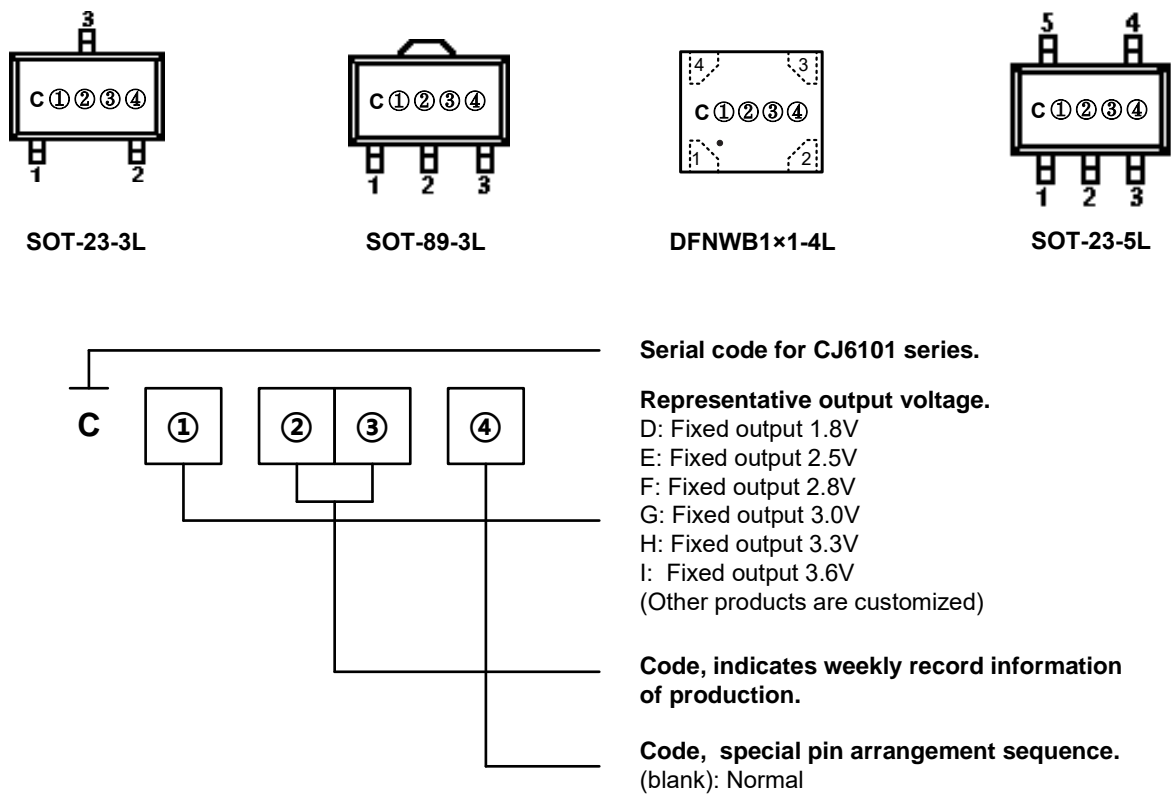 3
C①②③④
1 2
SOT-23-3L
C①②③④
1 2 3
SOT-89-3L
4 3
C①②③④
1 2
DFNWB1×1-4L
5 4
C①②③④
1 2 3
SOT-23-5L
C ① ② ③ ④
Serial code for CJ6101 series.
Representative output voltage.
D: Fixed output 1.8V
E: Fixed output 2.5V
F: Fixed output 2.8V
G: Fixed output 3.0V
H: Fixed output 3.3V
I: Fixed output 3.6V
(Other products are customized)
Code, indicates weekly record information
of production.
Code, special pin arrangement sequence.
(blank): Normal